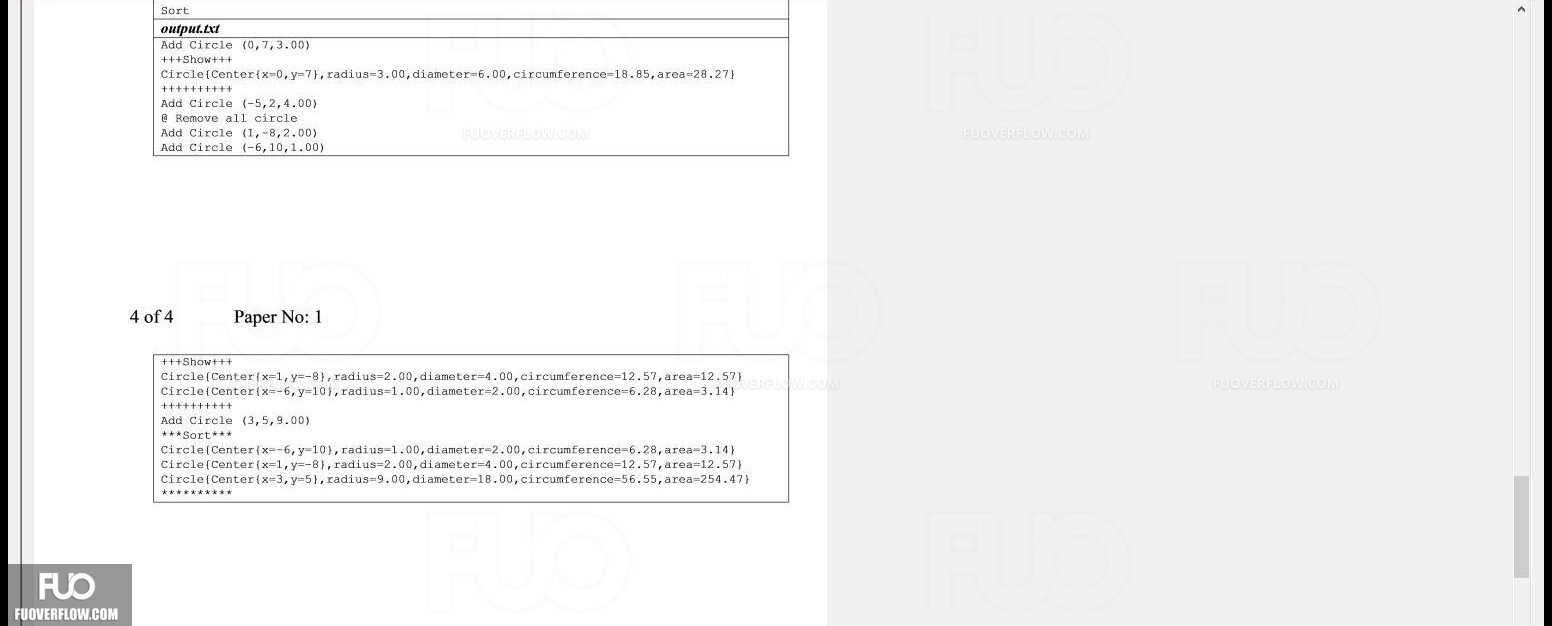 Sort
output.txt
Add Circle (0,7,3.00)
+++Show+++
Circle{Center{x=0,y=7},radius=3.00,diameter=6.00,circumference=18.85,area=28.27}
++++++++++
Add Circle (-5,2,4.00)
@ Remove all circle
Add Circle (1,-8,2.00)
Add Circle (-6,10,1.00)
FUOVERFLOW.COM
FUOVERFLOW.COM
4 of 4 Paper No: 1
+++Show+++
Circle{Center{x=1,y=-8},radius=2.00,diameter=4.00,circumference=12.57,area=12.57}
Circle{Center{x=-6,y=10},radius=1.00,diameter=2.00,circumference=6.28,area=3.14}
++++++++++
Add Circle (3,5,9.00)
***Sort***
Circle{Center{x=-6,y=10},radius=1.00,diameter=2.00,circumference=6.28,area=3.14}
Circle{Center{x=1,y=-8},radius=2.00,diameter=4.00,circumference=12.57,area=12.57}
Circle{Center{x=3,y=5},radius=9.00,diameter=18.00,circumference=56.55,area=254.47}
**********
FUOVERFLOW.COM
FUO
FUOVERFLOW.COM